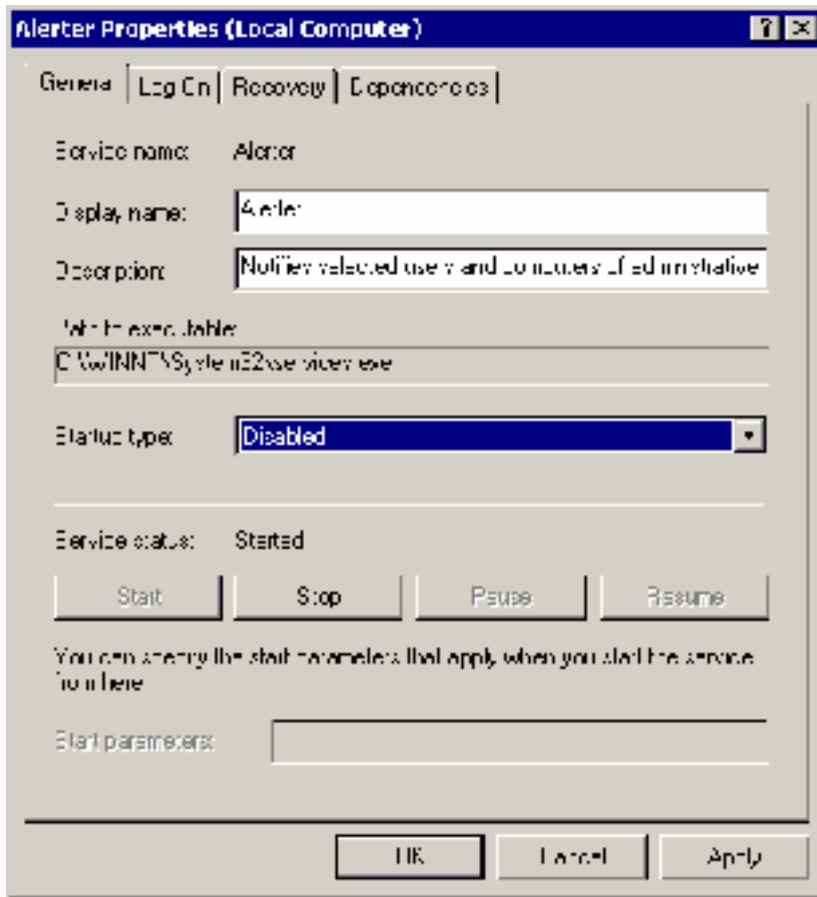 Alerter Properties (Local Computer)
General Log On Recovery Dependencies
Service name: Alerter
Display name: Alerter
Description: Notifies selected users and computers of administrative
Path to executable:
C:\WINNT\System32\services.exe
Startup type: Disabled
Service status: Started
Start Stop Pause Resume
You can specify the start parameters that apply when you start the service
from here.
Start parameters:
OK Cancel Apply